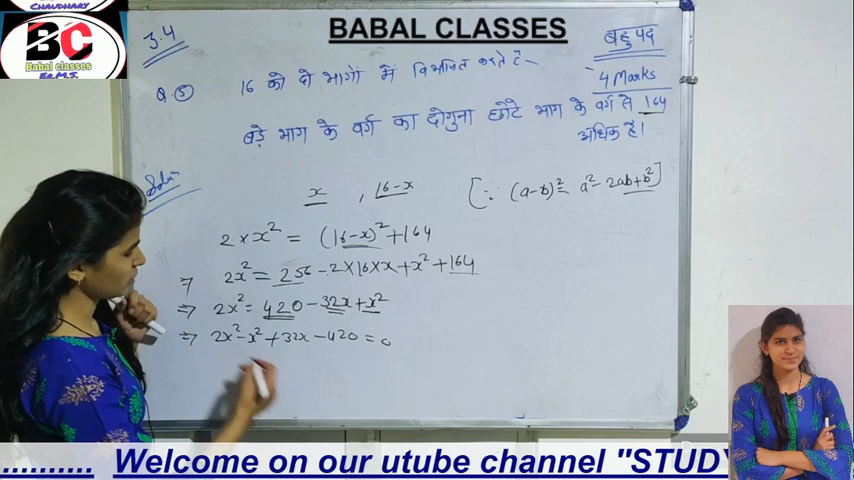 CHAUDHARY
BC
Babal classes
Er.M.S.
BABAL CLASSES
3.4
बहुपद
4 Marks
Q. 5 16 को दो भागों में विभाजित करते हैं -
बड़े भाग के वर्ग का दोगुना छोटे भाग के वर्ग से 164
अधिक है।
Soln
x , 16-x [∵ (a-b)² = a²-2ab+b²]
2×x² = (16-x)²+164
⇒ 2x² = 256-2×16×x+x²+164
⇒ 2x² = 420-32x+x²
⇒ 2x²-x²+32x-420=0
.......... Welcome on our utube channel "STUDY